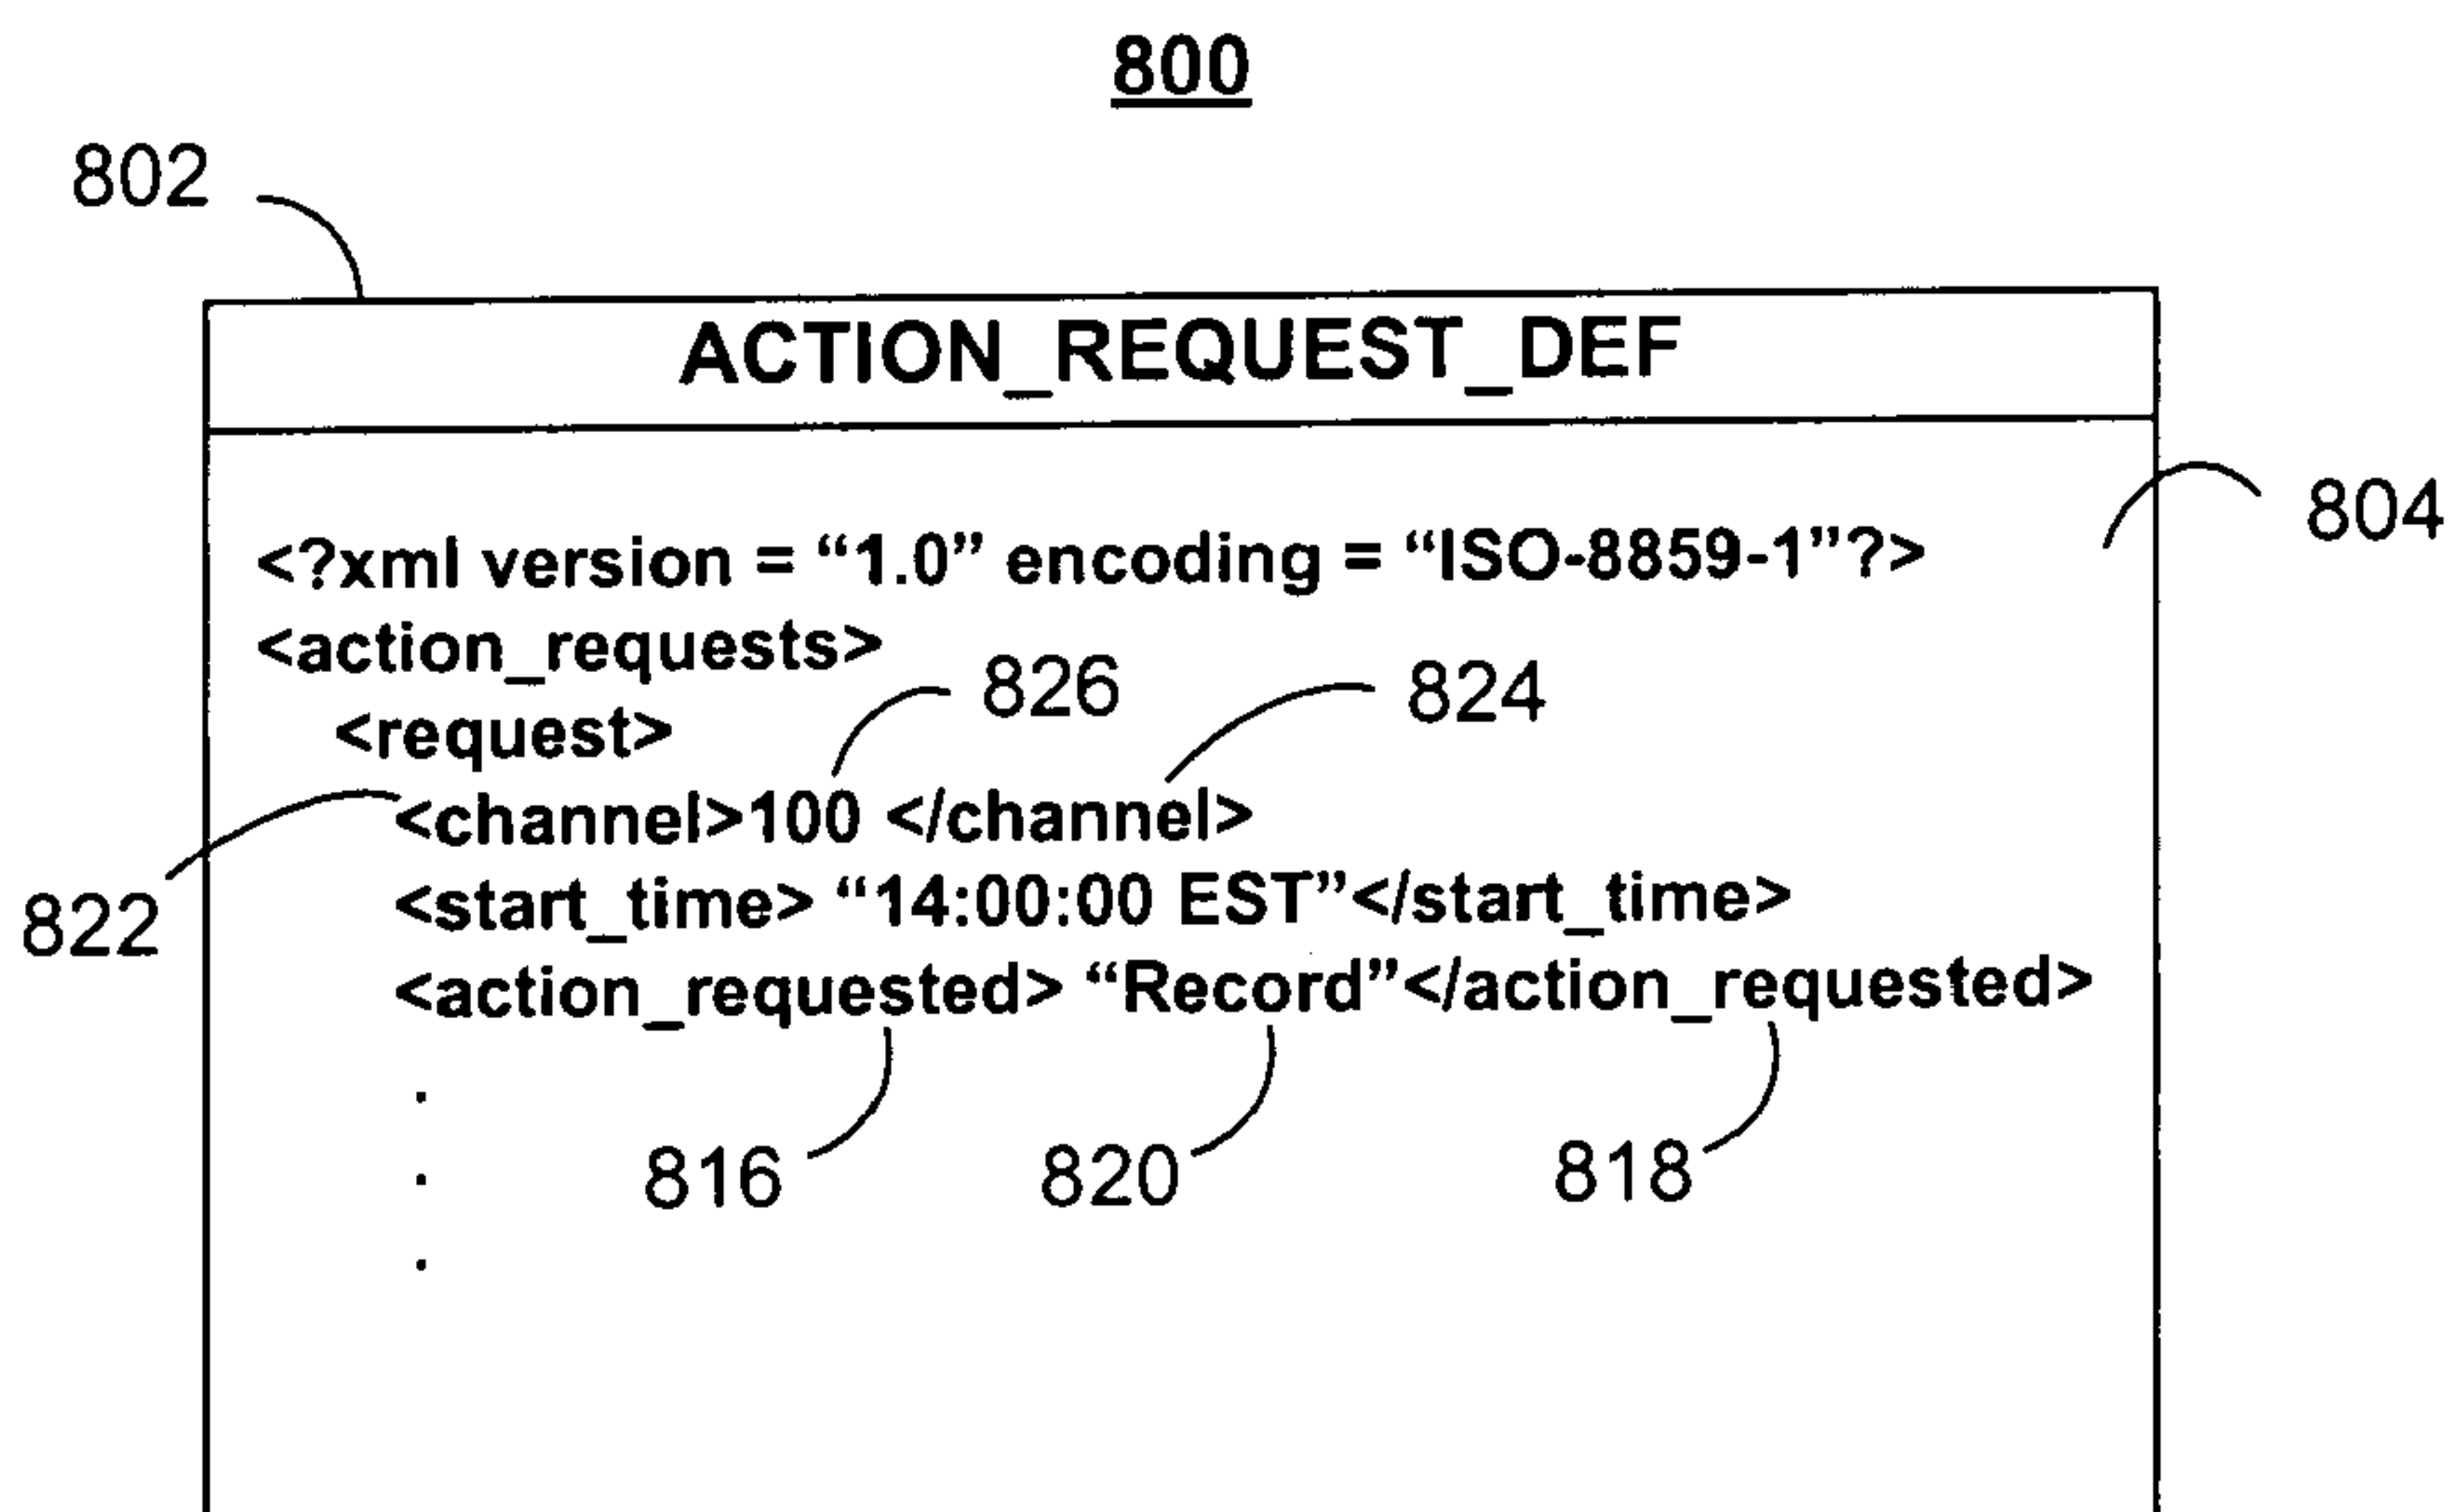 800
802
ACTION_REQUEST_DEF
804
<?xml version = “1.0” encoding = “ISO-8859-1”?>
<action_requests>
826 824
<request>
<channel>100 </channel>
822
<start_time> “14:00:00 EST”</start_time>
<action_requested> “Record”</action_requested>
.
.
.
816 820 818